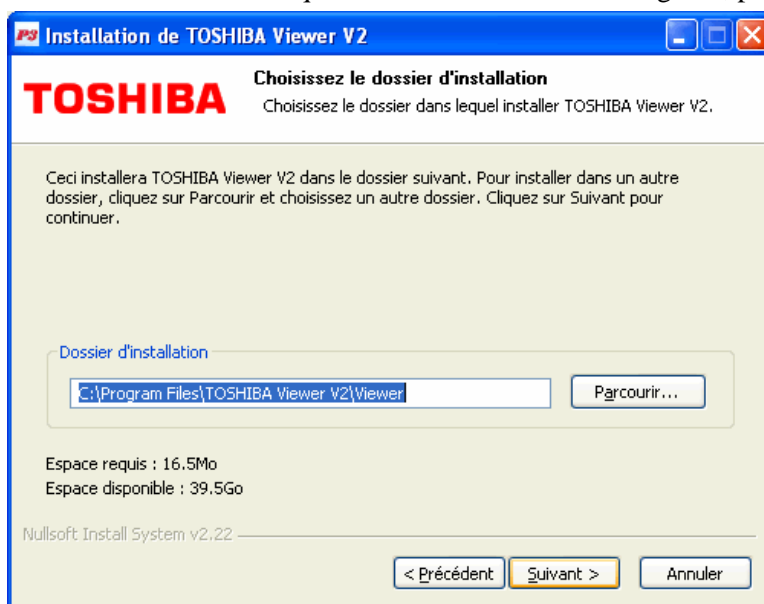 P3 Installation de TOSHIBA Viewer V2
TOSHIBA
Choisissez le dossier d'installation
Choisissez le dossier dans lequel installer TOSHIBA Viewer V2.
Ceci installera TOSHIBA Viewer V2 dans le dossier suivant. Pour installer dans un autre
dossier, cliquez sur Parcourir et choisissez un autre dossier. Cliquez sur Suivant pour
continuer.
Dossier d'installation
C:\Program Files\TOSHIBA Viewer V2\Viewer
Parcourir...
Espace requis : 16.5Mo
Espace disponible : 39.5Go
Nullsoft Install System v2.22
< Précédent
Suivant >
Annuler